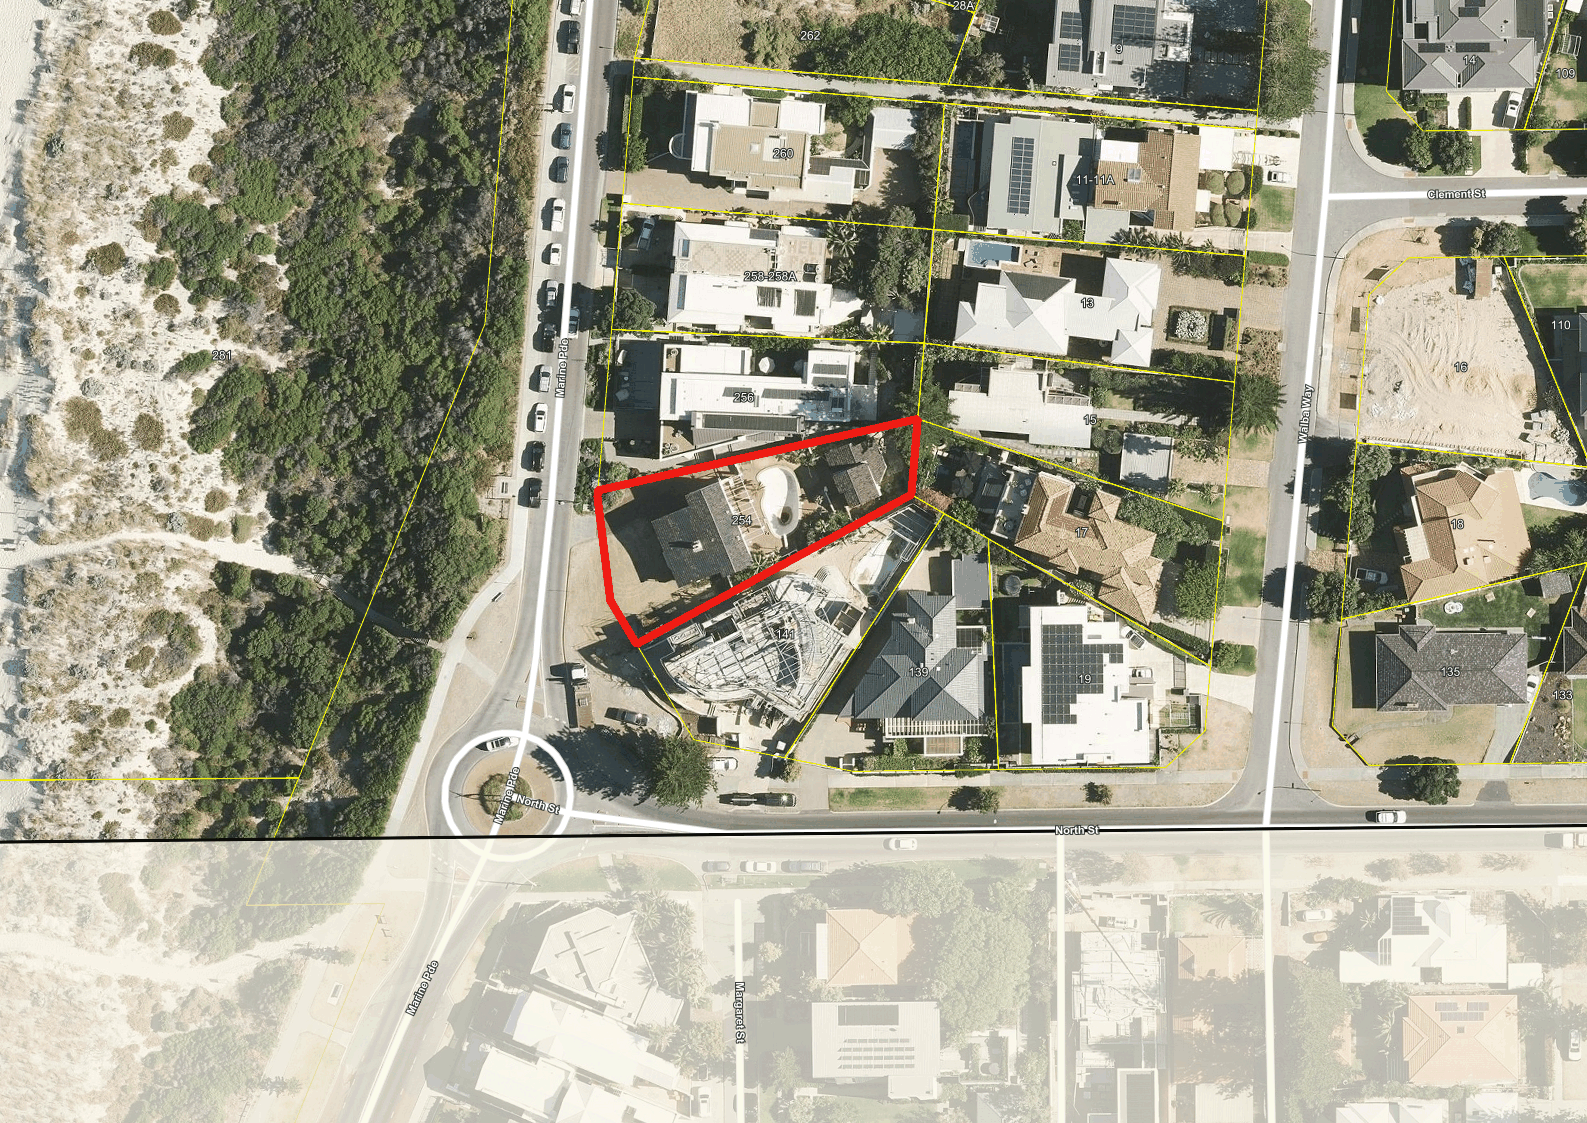 28A
262
9
14
109
260
11-11A
Clement St
258-258A
13
281
110
Marine Pde
16
256
15
Walba Way
254
17
18
141
139
19
135
133
Marine Pde
North St
North St
Marine Pde
Margaret St